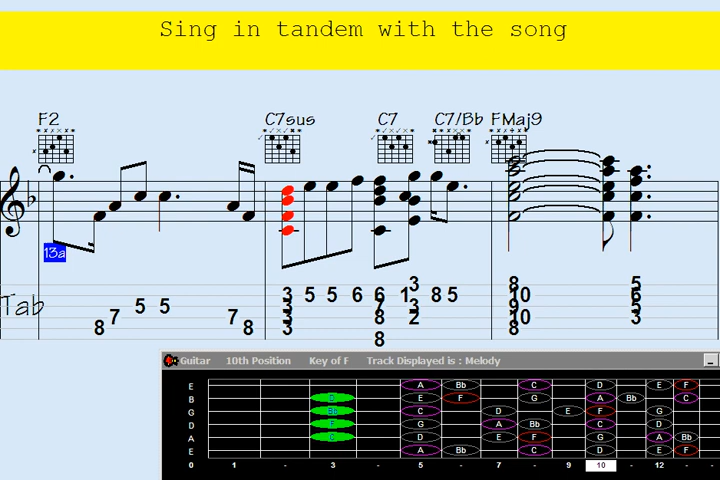 Sing in tandem with the song
F2 C7sus C7 C7/Bb FMaj9
13a
Tab
8 7 5 5 7 8
3 3 3 3 5 5 6 6 7 8 8 1 3 3 2 8 5
8 10 9 10 8 5 6 5 3
Guitar 10th Position Key of F Track Displayed is : Melody
E A Bb C D E F
B D E F G A Bb C
G Bb C D E F G
D F G A Bb C D
A C D E F G A Bb
E A Bb C D E F
0 1 - 3 - 5 - 7 - 9 10 - 12 - -